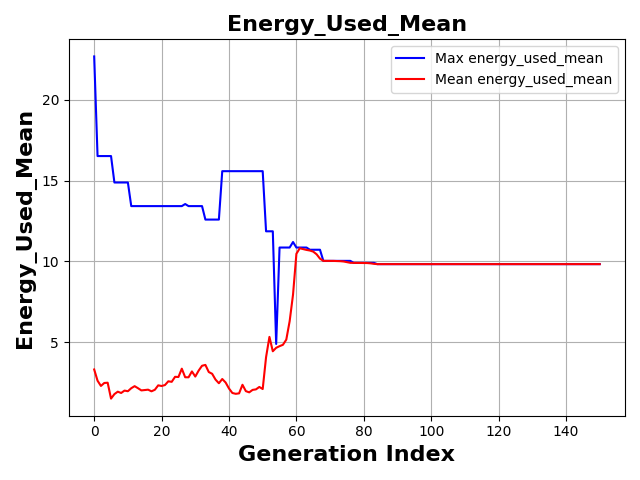 Energy_Used_Mean
Max energy_used_mean
Mean energy_used_mean
Energy_Used_Mean
20
15
10
5
0 20 40 60 80 100 120 140
Generation Index